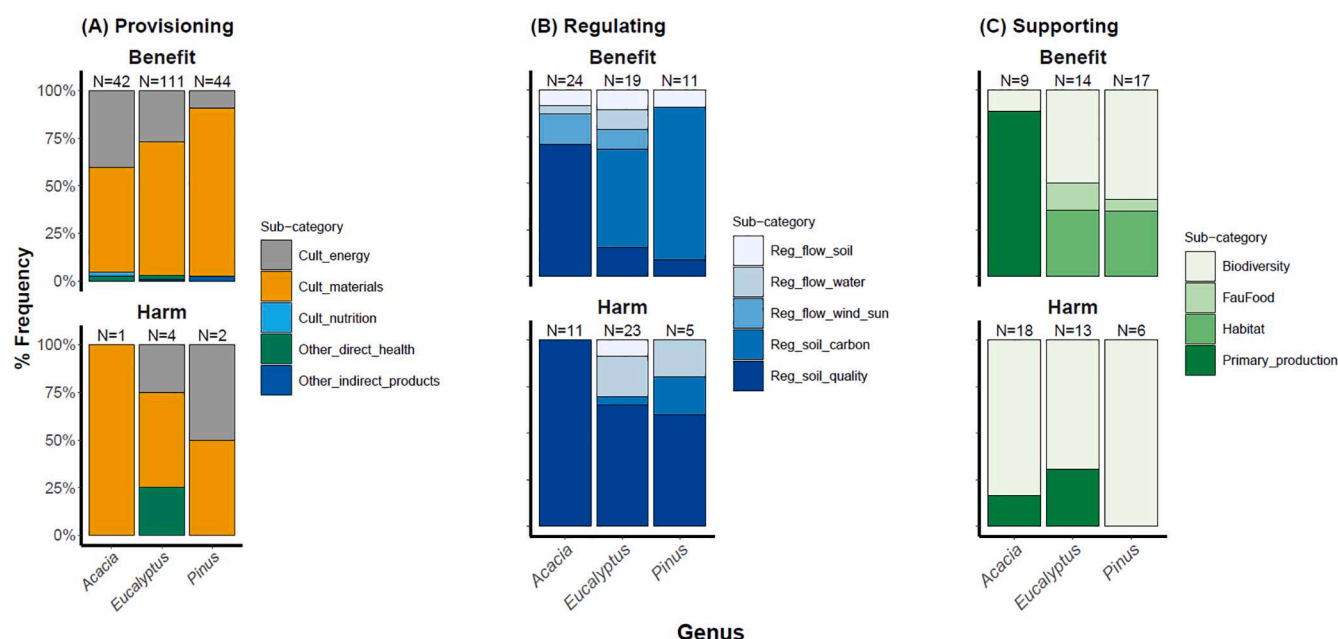 (A) Provisioning
Benefit
N=42 N=111 N=44
100%
75%
50%
25%
0%
Harm
N=1 N=4 N=2
100%
75%
50%
25%
0%
Acacia
Eucalyptus
Pinus
% Frequency
Sub-category
Cult_energy
Cult_materials
Cult_nutrition
Other_direct_health
Other_indirect_products
(B) Regulating
Benefit
N=24 N=19 N=11
Harm
N=11 N=23 N=5
Acacia
Eucalyptus
Pinus
Sub-category
Reg_flow_soil
Reg_flow_water
Reg_flow_wind_sun
Reg_soil_carbon
Reg_soil_quality
(C) Supporting
Benefit
N=9 N=14 N=17
Harm
N=18 N=13 N=6
Acacia
Eucalyptus
Pinus
Sub-category
Biodiversity
FauFood
Habitat
Primary_production
Genus